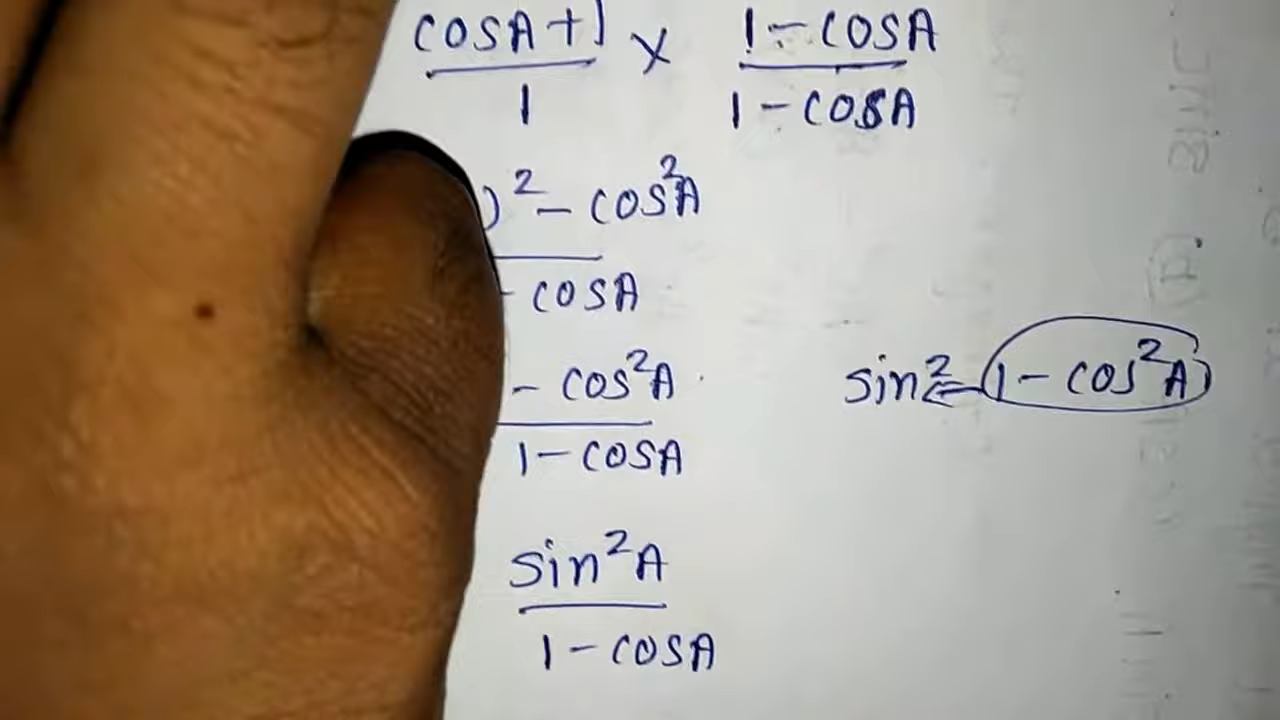 cosA+1 × 1-cosA
1 1-cosA
)² - cos²A
- cosA
- cos²A
sin² = (1 - cos²A)
1-cosA
sin²A
1-cosA